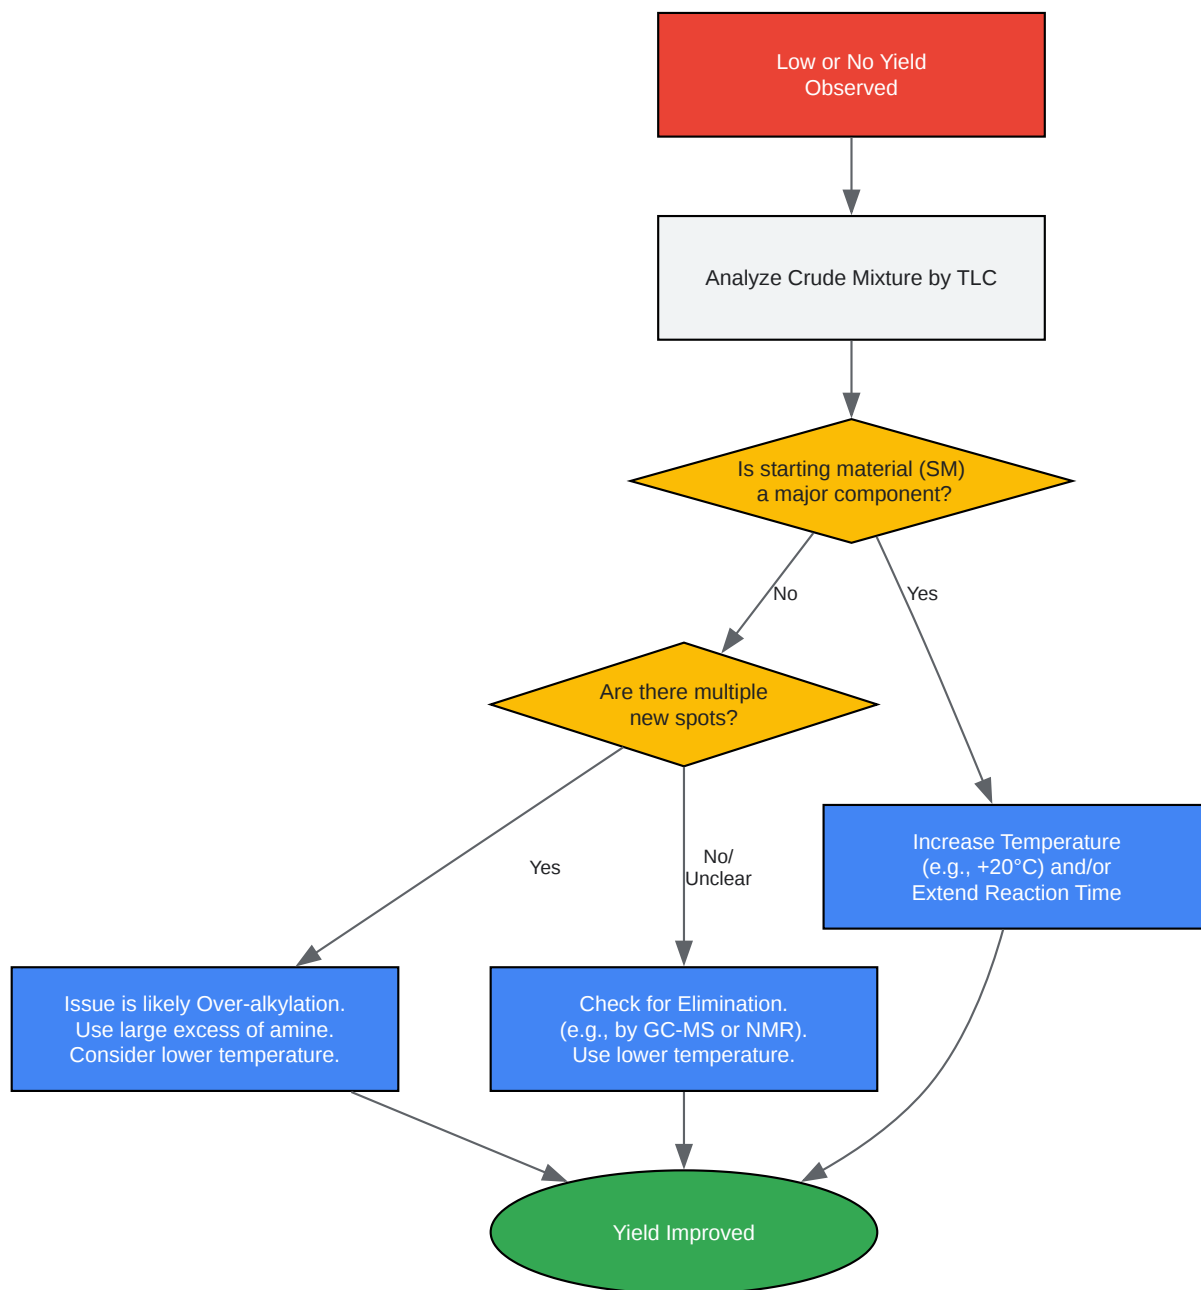 Low or No Yield
Observed
Analyze Crude Mixture by TLC
Is starting material (SM)
a major component?
No
Yes
Are there multiple
new spots?
Increase Temperature
(e.g., +20°C) and/or
Extend Reaction Time
Yes
No/
Unclear
Issue is likely Over-alkylation.
Use large excess of amine.
Consider lower temperature.
Check for Elimination.
(e.g., by GC-MS or NMR).
Use lower temperature.
Yield Improved